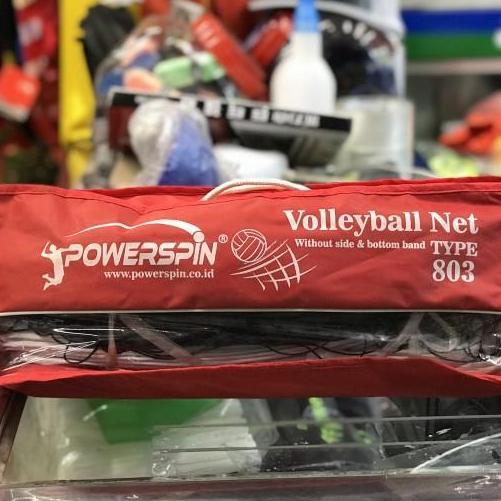 POWERSPIN®
www.powerspin.co.id
Volleyball Net
Without side & bottom band TYPE
803